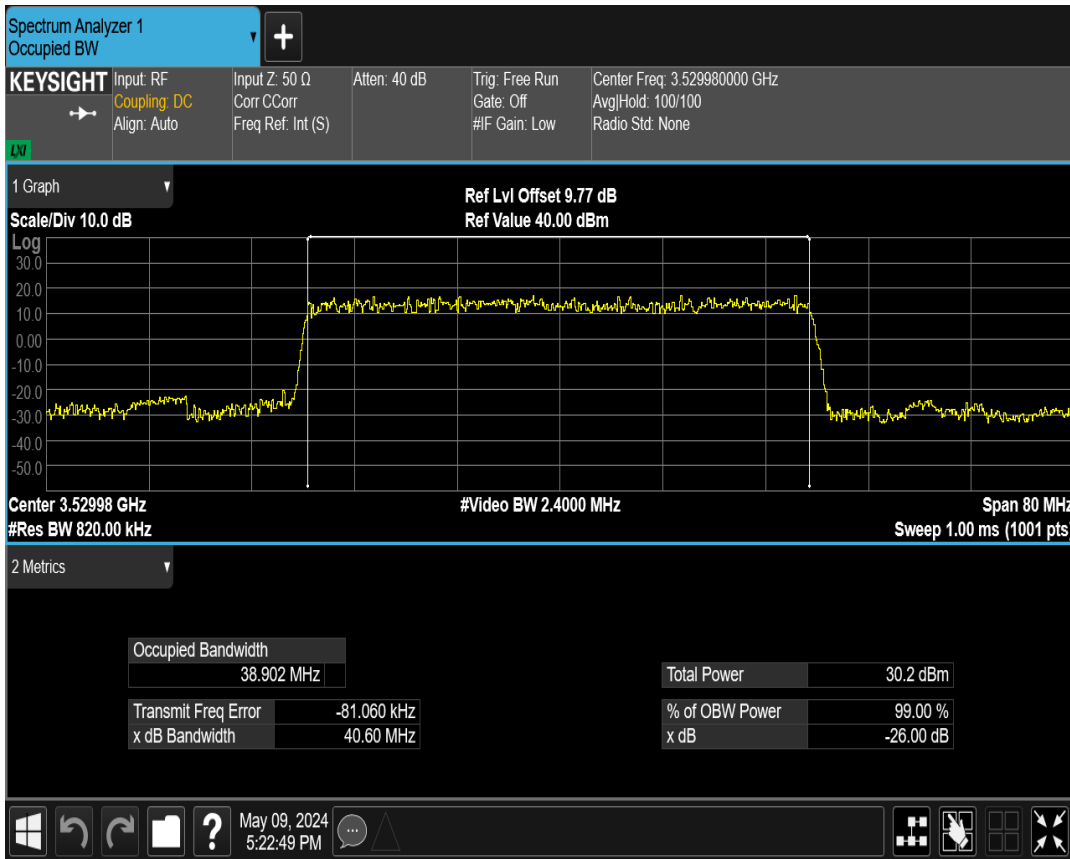 Spectrum Analyzer 1
Occupied BW
KEYSIGHT
LXI
Input: RF
Coupling: DC
Align: Auto
Input Z: 50 Ω
Corr CCorr
Freq Ref: Int (S)
Atten: 40 dB
Trig: Free Run
Gate: Off
#IF Gain: Low
Center Freq: 3.529980000 GHz
Avg|Hold: 100/100
Radio Std: None
1 Graph
Scale/Div 10.0 dB
Ref Lvl Offset 9.77 dB
Ref Value 40.00 dBm
Log
30.0
20.0
10.0
0.00
-10.0
-20.0
-30.0
-40.0
-50.0
Center 3.52998 GHz
#Video BW 2.4000 MHz
Span 80 MHz
#Res BW 820.00 kHz
Sweep 1.00 ms (1001 pts)
2 Metrics
Occupied Bandwidth
38.902 MHz
Transmit Freq Error -81.060 kHz
x dB Bandwidth 40.60 MHz
Total Power 30.2 dBm
% of OBW Power 99.00 %
x dB -26.00 dB
May 09, 2024
5:22:49 PM